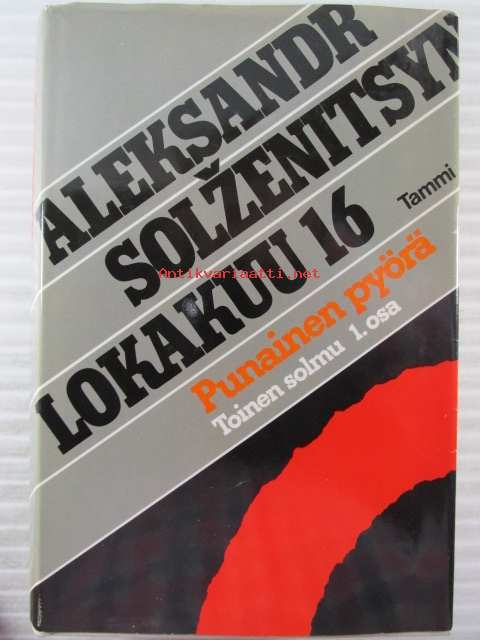 ALEKSANDR
SOLŽENITSYN
LOKAKUU 16
Tammi
Antikvariaatti.net
Punainen pyörä
Toinen solmu 1. osa